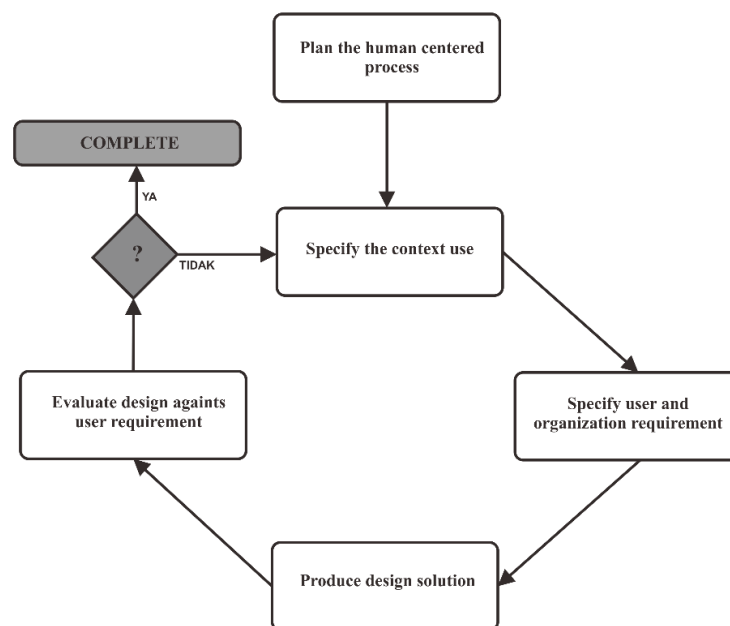 Plan the human centered
process
COMPLETE
YA
?
TIDAK
Specify the context use
Evaluate design againts
user requirement
Specify user and
organization requirement
Produce design solution